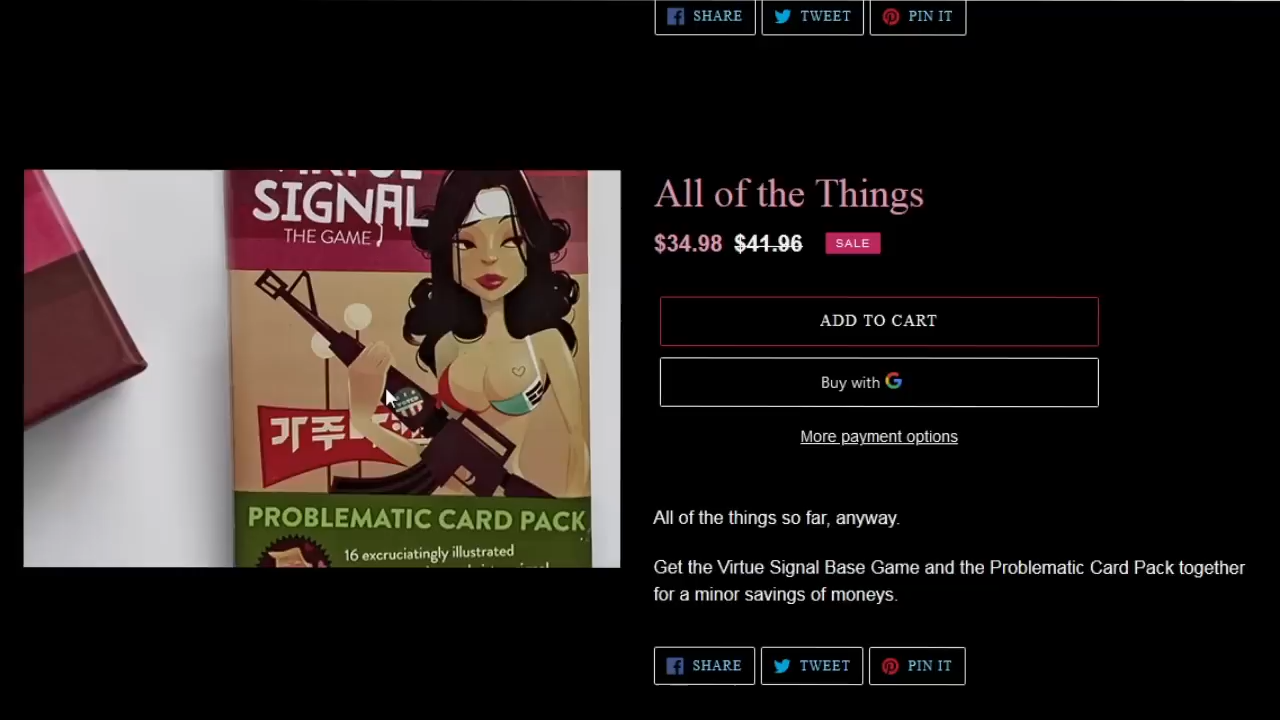 SHARE
TWEET
PIN IT
SIGNAL
THE GAME
가주
VOTED
PROBLEMATIC CARD PACK
16 excruciatingly illustrated
All of the Things
$34.98 $41.96 SALE
ADD TO CART
Buy with G
More payment options
All of the things so far, anyway.
Get the Virtue Signal Base Game and the Problematic Card Pack together
for a minor savings of moneys.
SHARE
TWEET
PIN IT